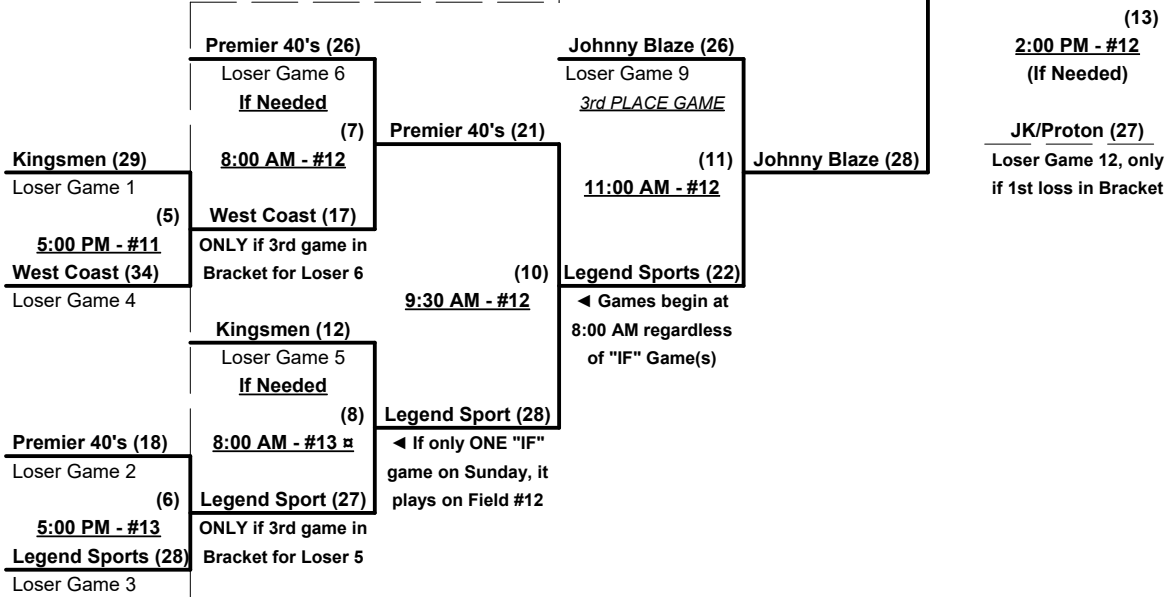 (13)
Premier 40's (26)
Johnny Blaze (26)
2:00 PM - #12
Loser Game 6
Loser Game 9
(If Needed)
If Needed
3rd PLACE GAME
(7)
Premier 40's (21)
JK/Proton (27)
Kingsmen (29)
8:00 AM - #12
(11)
Johnny Blaze (28)
Loser Game 12, only
if 1st loss in Bracket
Loser Game 1
11:00 AM - #12
(5)
West Coast (17)
5:00 PM - #11
ONLY if 3rd game in
Bracket for Loser 6
West Coast (34)
(10)
Legend Sports (22)
Loser Game 4
9:30 AM - #12
◄ Games begin at
8:00 AM regardless
of "IF" Game(s)
Kingsmen (12)
Loser Game 5
If Needed
(8)
Legend Sport (28)
Premier 40's (18)
8:00 AM - #13 ¤
◄ If only ONE "IF"
game on Sunday, it
plays on Field #12
Loser Game 2
(6)
Legend Sport (27)
5:00 PM - #13
ONLY if 3rd game in
Bracket for Loser 5
Legend Sports (28)
Loser Game 3